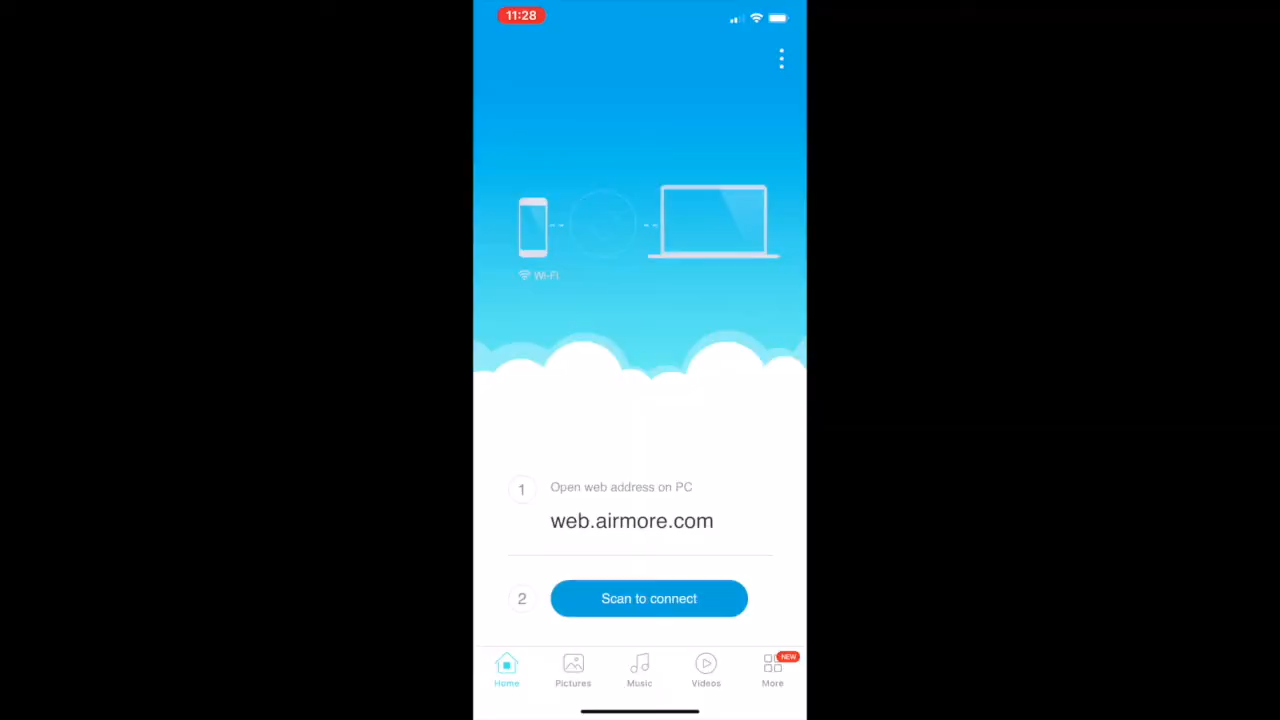 11:28
Wi-Fi
1 Open web address on PC
web.airmore.com
2 Scan to connect
NEW
Home Pictures Music Videos More